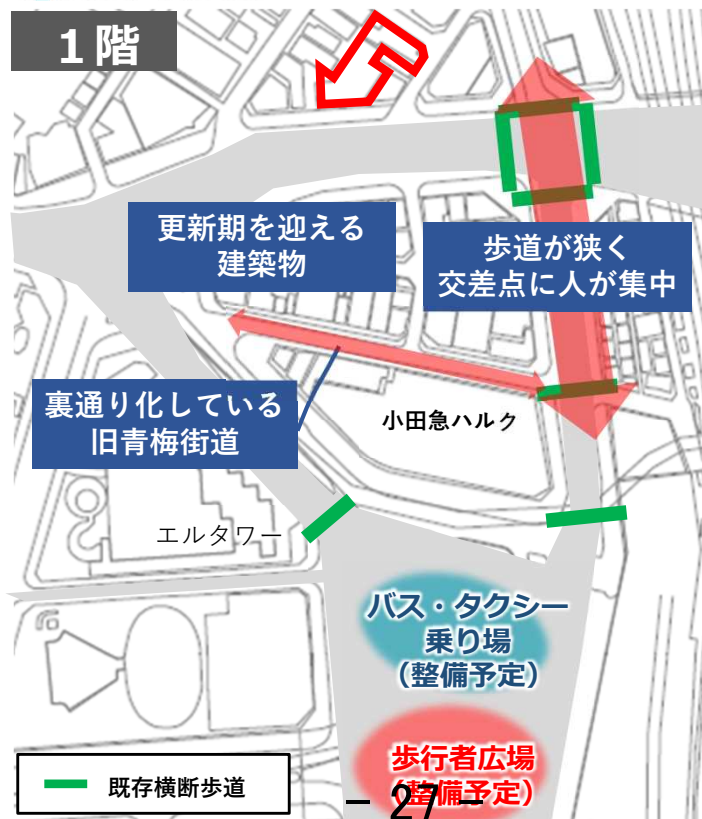 1階
更新期を迎える
建築物
歩道が狭く
交差点に人が集中
裏通り化している
旧青梅街道
小田急ハルク
エルタワー
バス・タクシー
乗り場
(整備予定)
歩行者広場
(整備予定)
既存横断歩道
- 27 -